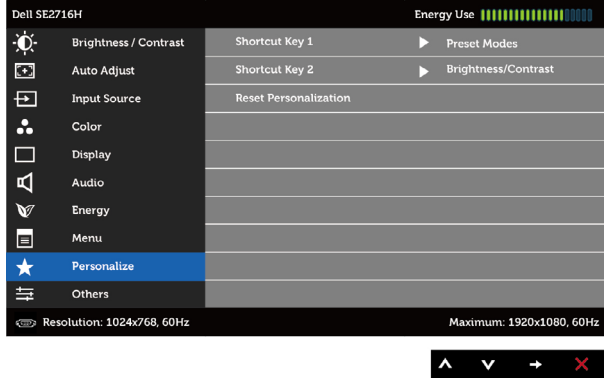 Dell SE2716H
Energy Use
Brightness / Contrast
Shortcut Key 1
Preset Modes
Auto Adjust
Shortcut Key 2
Brightness/Contrast
Input Source
Reset Personalization
Color
Display
Audio
Energy
Menu
Personalize
Others
Resolution: 1024x768, 60Hz
Maximum: 1920x1080, 60Hz